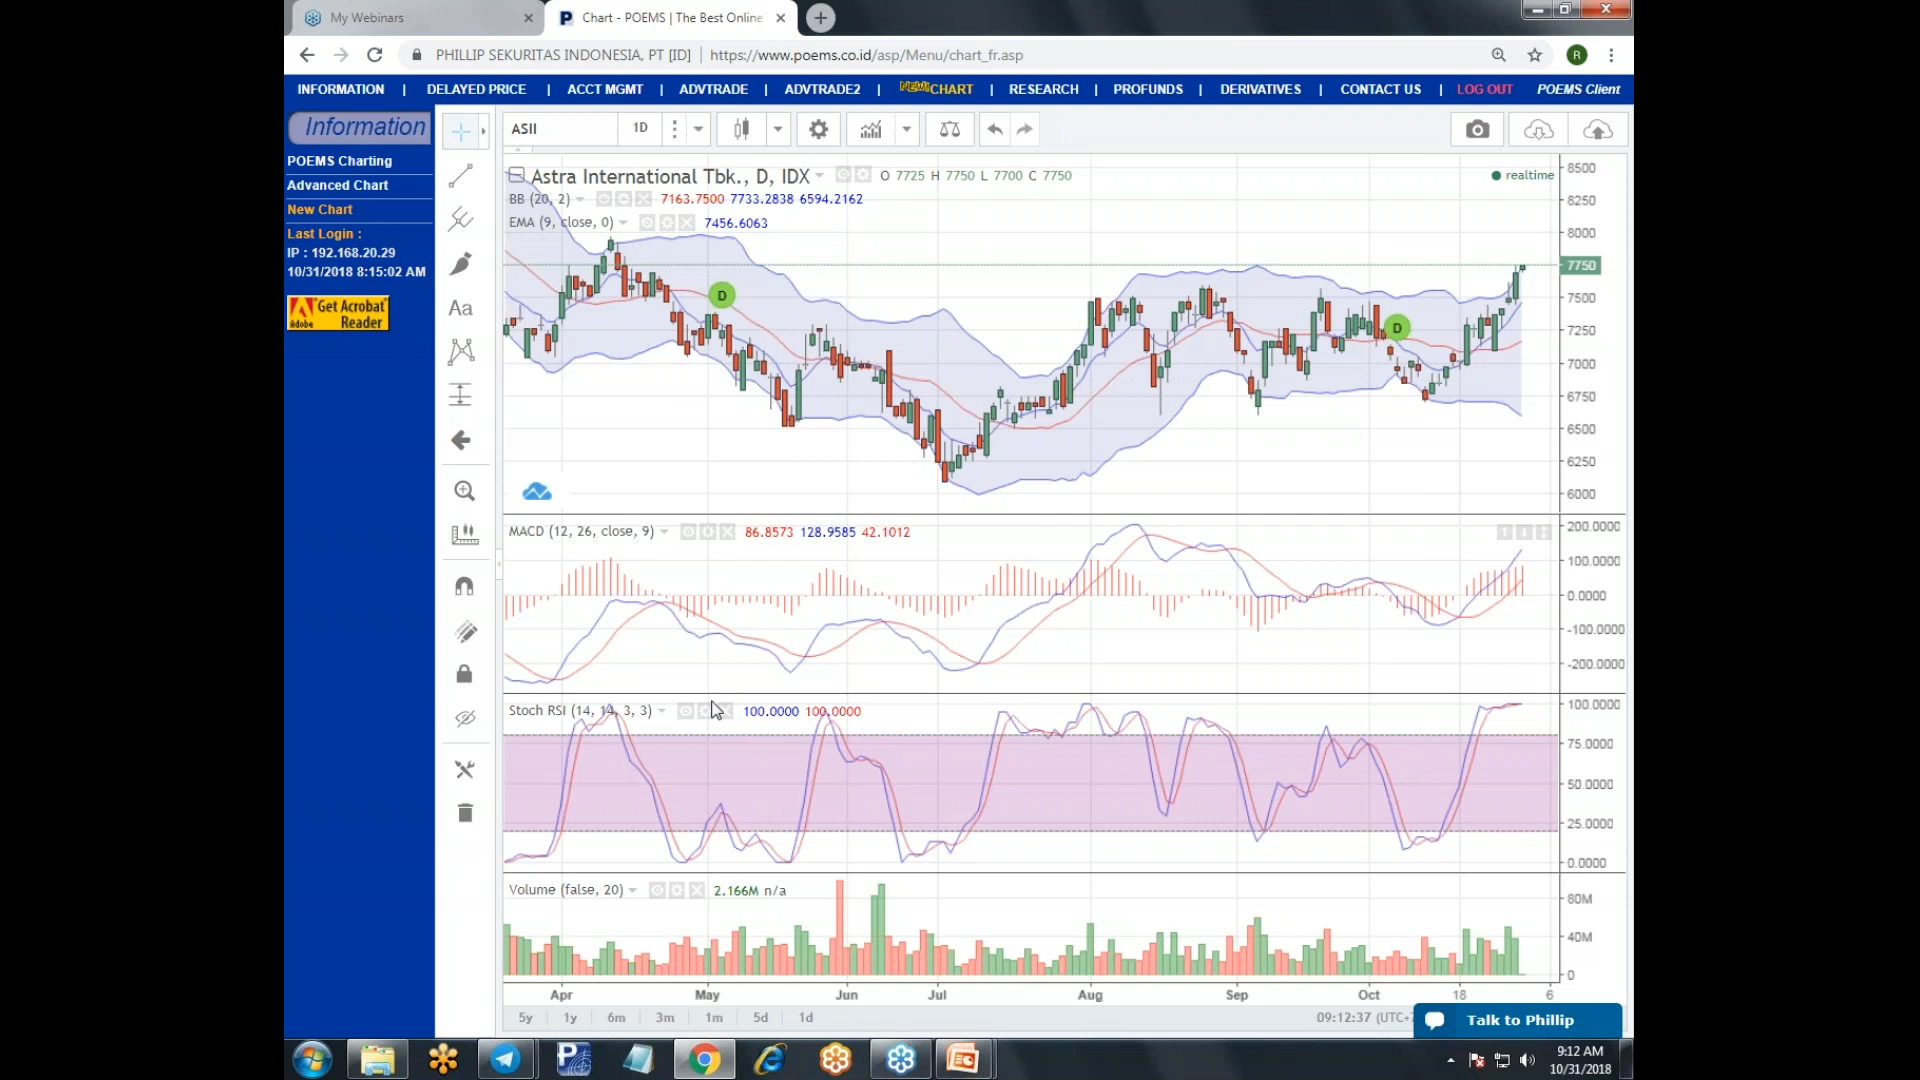 My Webinars
Chart - POEMS | The Best Online
PHILLIP SEKURITAS INDONESIA, PT [ID] | https://www.poems.co.id/asp/Menu/chart_fr.asp
R
INFORMATION | DELAYED PRICE | ACCT MGMT | ADVTRADE | ADVTRADE2 | NEW! CHART | RESEARCH | PROFUNDS | DERIVATIVES | CONTACT US | LOG OUT POEMS Client
Information
POEMS Charting
Advanced Chart
New Chart
Last Login :
IP : 192.168.20.29
10/31/2018 8:15:02 AM
Get Acrobat
Adobe Reader
ASII 1D
Aa
Astra International Tbk., D, IDX O 7725 H 7750 L 7700 C 7750
realtime
BB (20, 2) 7163.7500 7733.2838 6594.2162
EMA (9, close, 0) 7456.6063
D
D
8500
8250
8000
7750
7500
7250
7000
6750
6500
6250
6000
MACD (12, 26, close, 9) 86.8573 128.9585 42.1012
200.0000
100.0000
0.0000
-100.0000
-200.0000
Stoch RSI (14, 14, 3, 3) 100.0000 100.0000
100.0000
75.0000
50.0000
25.0000
0.0000
Volume (false, 20) 2.166M n/a
80M
40M
0
Apr May Jun Jul Aug Sep Oct 18 6
5y 1y 6m 3m 1m 5d 1d
09:12:37 (UTC+7
Talk to Phillip
9:12 AM
10/31/2018